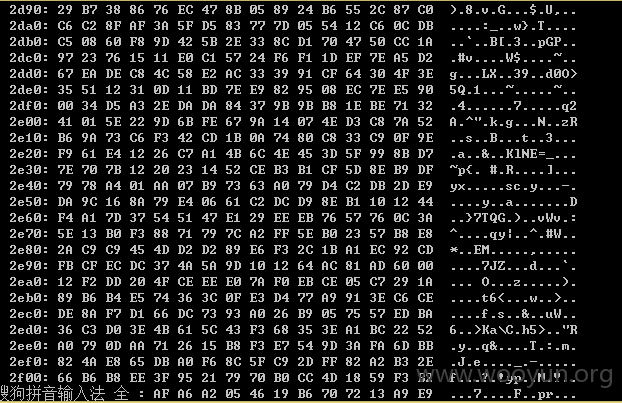 2d90: 29 B7 38 86 76 EC 47 8B 05 89 24 B6 55 2C 87 C0 ).8.v.G...$.U,..
2da0: C6 C2 8F AF 3A 5F D5 83 77 7D 05 54 12 C6 0C DB ....:_..w}.T....
2db0: C5 08 60 F8 9D 42 5B 2E 33 8C D1 70 47 50 CC 1A ..`..B[.3..pGP..
2dc0: 97 23 76 15 11 E0 C1 57 24 F6 F1 1D EF 7E A5 D2 .#v....W$....~..
2dd0: 67 EA DE C8 4C 58 E2 AC 33 39 91 CF 64 30 4F 3E g...LX..39..d0O>
2de0: 35 51 12 31 0D 11 BD 7E E9 82 95 08 EC 7E E5 90 5Q.1...~.....~..
2df0: 00 34 D5 A3 2E DA DA 84 37 9B 9B B8 1E BE 71 32 .4......7.....q2
2e00: 41 01 5E 22 9D 6B FE 67 9A 14 07 4E D3 C8 7A 52 A.^".k.g...N..zR
2e10: B6 9A 73 C6 F3 42 CD 1B 0A 74 80 C8 33 C9 0F 9E ..s..B...t..3...
2e20: F9 61 E4 12 26 C7 A1 4B 6C 4E 45 3D 5F 99 8B D7 .a..&..KlNE=_...
2e30: 7E 70 7B 12 20 23 14 52 CE B3 B1 CF 5D 8E B9 DF ~p{. #.R....]...
2e40: 79 78 A4 01 AA 07 B9 73 63 A0 79 D4 C2 DB 2D E9 yx.....sc.y...-.
2e50: DA 9C 16 8A 79 E4 06 61 C2 DC D9 8E B1 10 12 44 ....y..a.......D
2e60: F4 A1 7D 37 54 51 47 E1 29 EE EB 76 57 76 0C 3A ..}7TQG.)..vWv.:
2e70: 5E 13 B0 F3 88 71 79 7C A2 FF 5E B0 23 57 B8 E8 ^....qy|..^.#W..
2e80: 2A C9 C9 45 4D D2 D2 89 E6 F3 2C 1B A1 EC 92 CD *..EM.....,.....
2e90: FB CF EC DC 37 4A 5A 9D 10 12 64 AC 81 AD 60 00 ....7JZ...d...`.
2ea0: 12 F2 DD 20 4F CE EE E0 7A F0 EB CE 05 C7 29 1A ... O...z.....).
2eb0: 89 B6 B4 E5 74 36 3C 0F E3 D4 77 A9 91 3E C6 CE ....t6<...w..>..
2ec0: DE 8A F7 D1 66 DC 73 93 A0 26 B9 05 75 57 ED BA ....f.s..&..uW..
2ed0: 36 C3 D0 3E 4B 61 5C 43 F3 68 35 3E A1 BC 22 52 6..>Ka\C.h5>.."R
2ee0: A0 79 0D AA 71 26 15 B8 F3 E7 54 9D 3A FA 6D BB .y..q&....T.:.m.
2ef0: 82 4A E8 65 DB A0 F6 8C 5F C9 2D FF 82 A2 B3 2E .J.e...._.-.....
2f00: 66 B6 B8 EE 3F 95 21 79 70 B0 CC 4D 18 59 F3 f...?.!yp..M.Y.
搜狗拼音输入法 全 : AF A6 A2 05 46 19 B6 70 72 13 A9 E9 ....F..pr...
www.wooyun.org